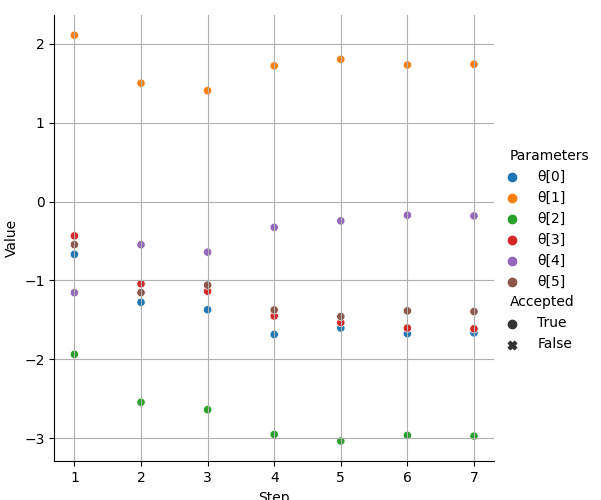 2
1
0
−1
−2
−3
Value
1 2 3 4 5 6 7
Step
Parameters
θ[0]
θ[1]
θ[2]
θ[3]
θ[4]
θ[5]
Accepted
True
False